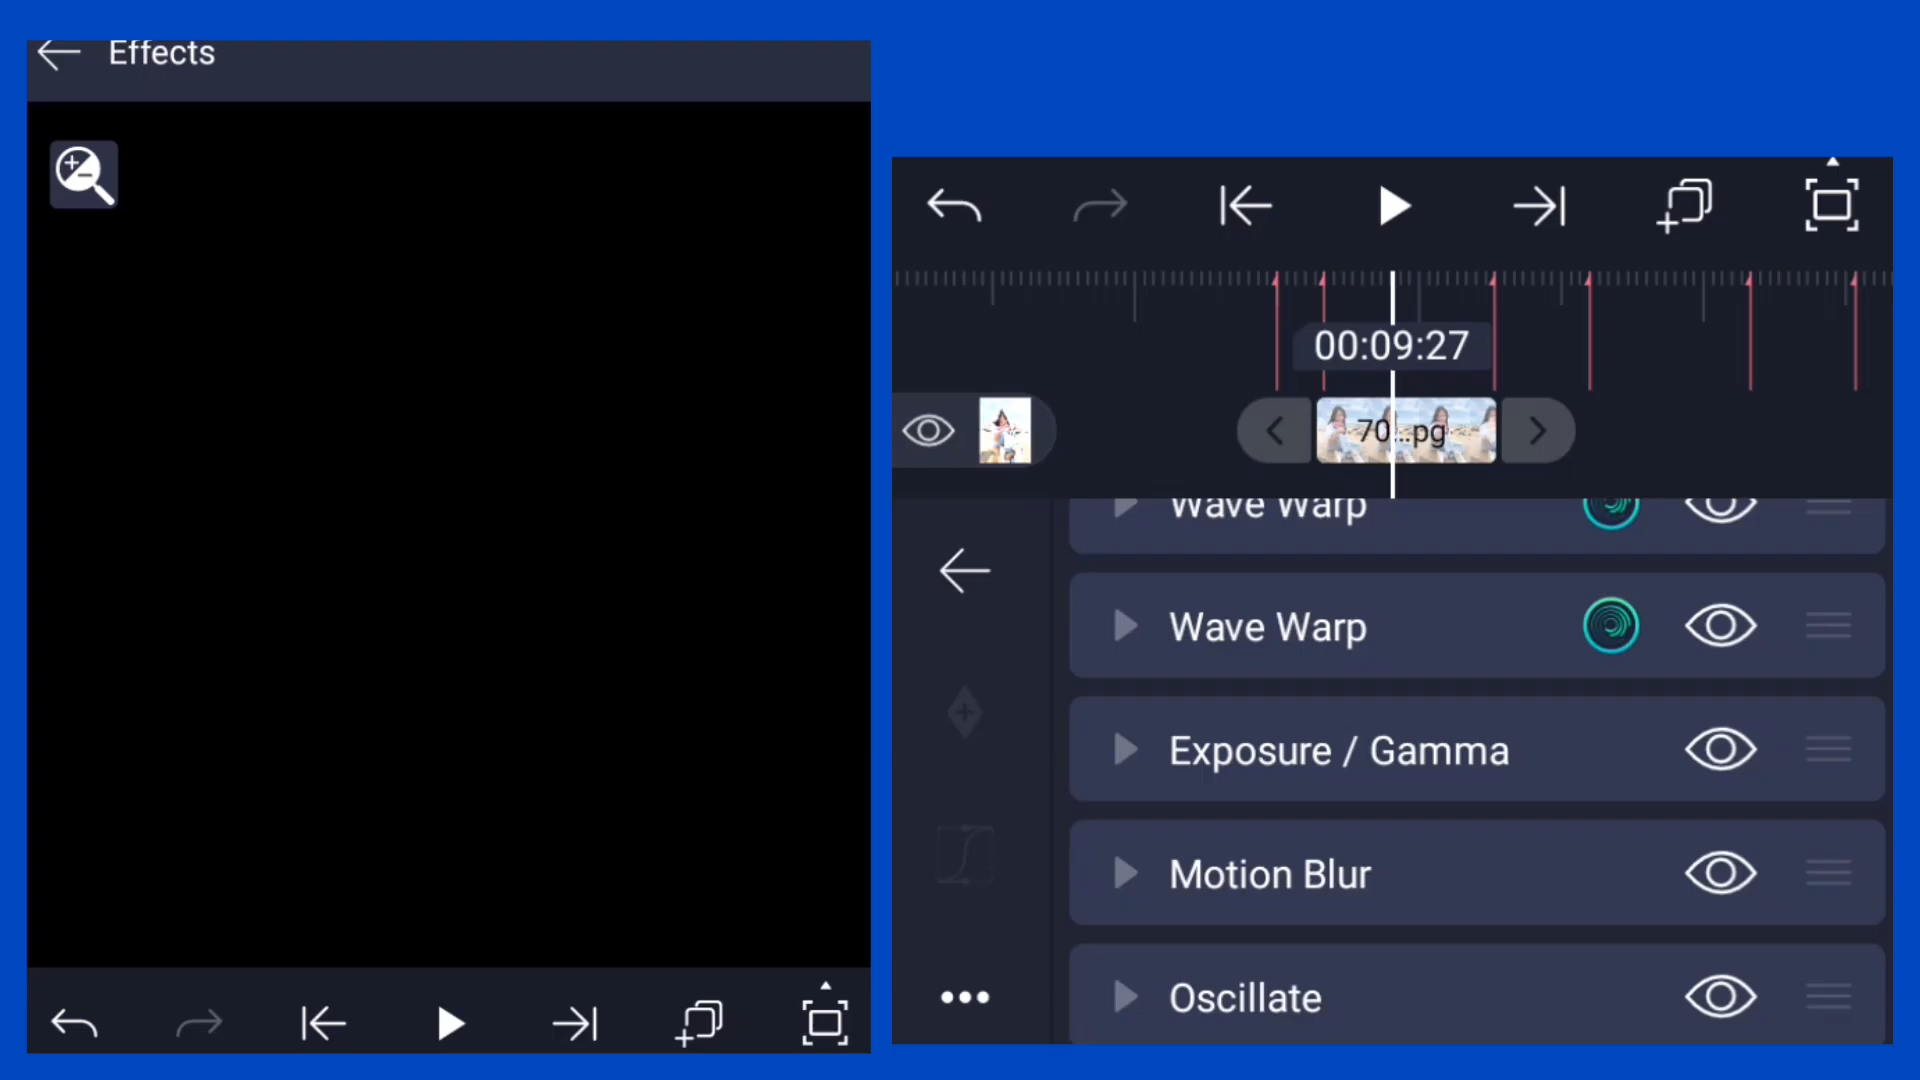 Effects
00:09:27
70...pg
Wave Warp
Wave Warp
Exposure / Gamma
Motion Blur
Oscillate